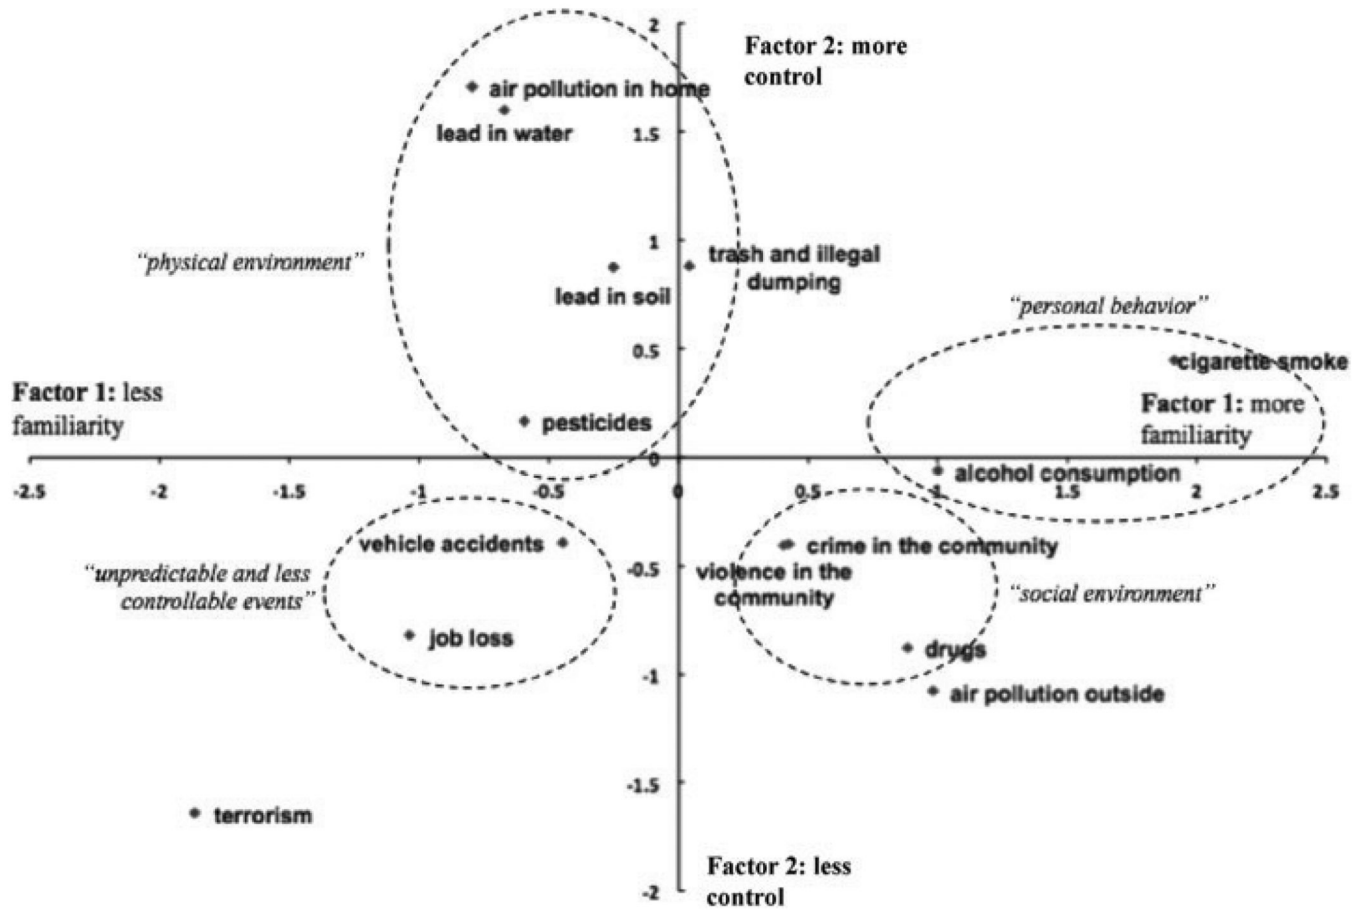 2
Factor 2: more
control
air pollution in home
lead in water
1.5
1
trash and illegal
dumping
"physical environment"
lead in soil
"personal behavior"
0.5
cigarette smoke
Factor 1: less
familiarity
Factor 1: more
familiarity
pesticides
0
alcohol consumption
-2.5 -2 -1.5 -1 -0.5 0 0.5 1 1.5 2 2.5
vehicle accidents
crime in the community
-0.5
violence in the
community
"unpredictable and less
controllable events"
"social environment"
job loss
drugs
-1
air pollution outside
-1.5
terrorism
Factor 2: less
control
-2